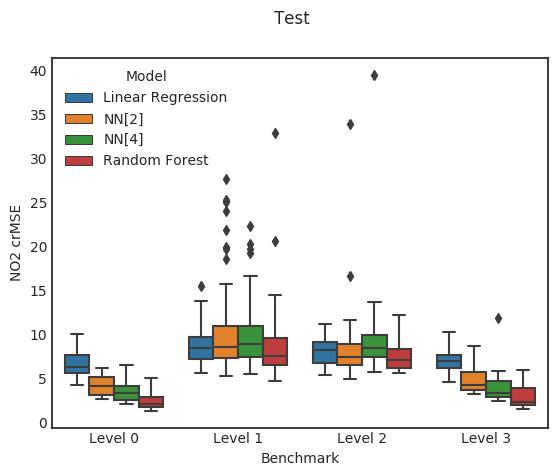 Test
Model
Linear Regression
NN[2]
NN[4]
Random Forest
NO2 crMSE
40
35
30
25
20
15
10
5
0
Level 0 Level 1 Level 2 Level 3
Benchmark